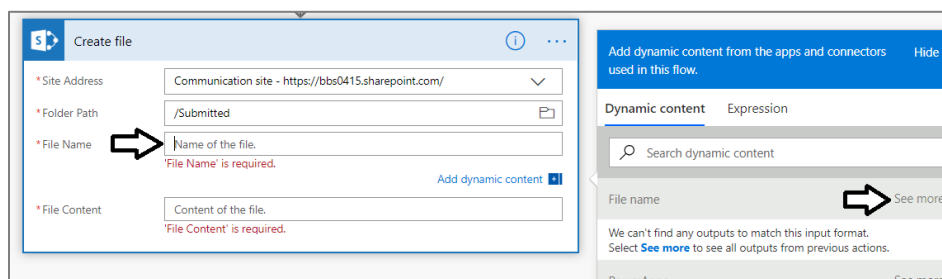 Create file
*Site Address
Communication site - https://bbs0415.sharepoint.com/
*Folder Path
/Submitted
*File Name
Name of the file.
'File Name' is required.
Add dynamic content
*File Content
Content of the file.
'File Content' is required.
Add dynamic content from the apps and connectors
used in this flow.
Hide
Dynamic content
Expression
Search dynamic content
File name
See more
We can't find any outputs to match this input format.
Select See more to see all outputs from previous actions.